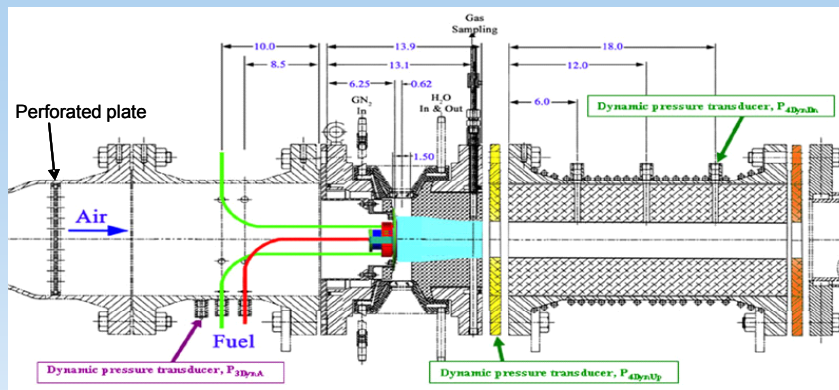 Gas
Sampling
10.0
13.9
18.0
8.5
13.1
12.0
6.25
0.62
6.0
GN2
In
H2O
In & Out
Dynamic pressure transducer, P4DynDn
Perforated plate
1.50
Air
Fuel
Dynamic pressure transducer, P3DynA
Dynamic pressure transducer, P4DynUp